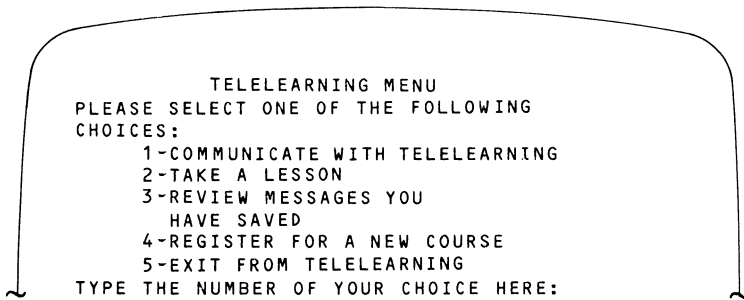 TELELEARNING MENU
PLEASE SELECT ONE OF THE FOLLOWING
CHOICES:
1-COMMUNICATE WITH TELELEARNING
2-TAKE A LESSON
3-REVIEW MESSAGES YOU
HAVE SAVED
4-REGISTER FOR A NEW COURSE
5-EXIT FROM TELELEARNING
TYPE THE NUMBER OF YOUR CHOICE HERE: